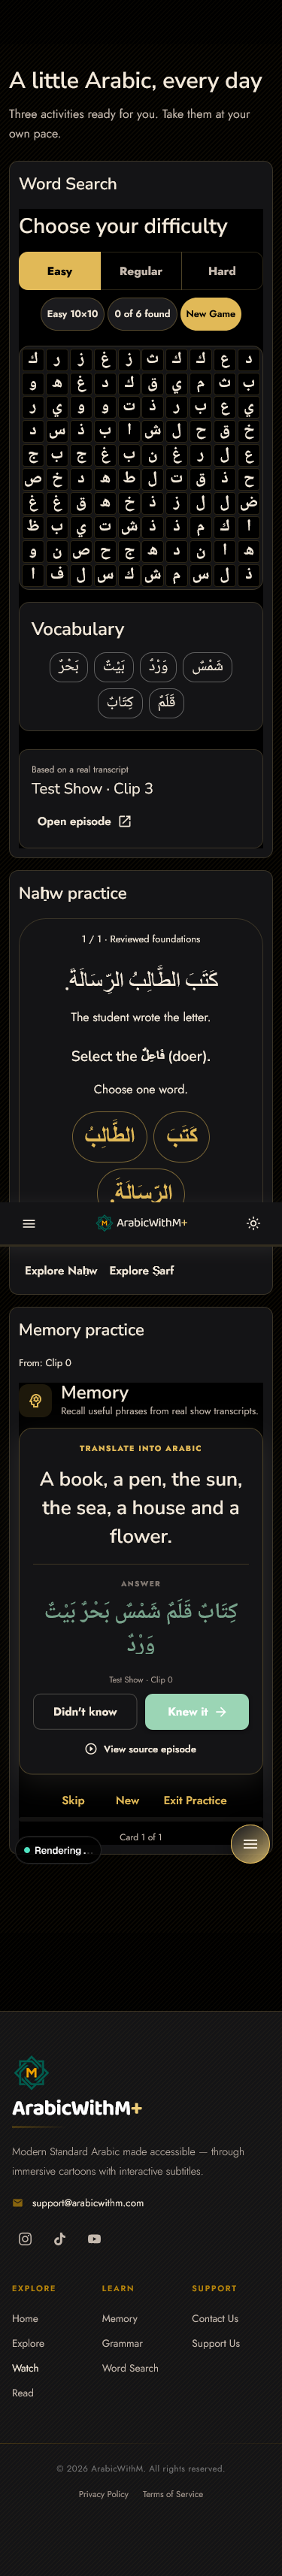 A little Arabic, every day
Three activities ready for you. Take them at your
own pace.
Word Search
Choose your difficulty
Easy Regular Hard
Easy 10×10 0 of 6 found New Game
Vocabulary
شَمْسٌ وَرْدٌ بَيْتٌ بَحْرٌ
قَلَمٌ كِتَابٌ
Based on a real transcript
Test Show · Clip 3
Open episode
Naḥw practice
1 / 1 · Reviewed foundations
كَتَبَ الطَّالِبُ الرِّسَالَةَ.
The student wrote the letter.
Select the فَاعِلٌ (doer).
Choose one word.
كَتَبَ الطَّالِبُ
الرِّسَالَةَ.
ArabicWithM+
Explore Naḥw Explore Ṣarf
Memory practice
From: Clip 0
Memory
Recall useful phrases from real show transcripts.
TRANSLATE INTO ARABIC
A book, a pen, the sun,
the sea, a house and a
flower.
ANSWER
كِتَابٌ قَلَمٌ شَمْسٌ بَحْرٌ بَيْتٌ
وَرْدٌ
Test Show - Clip 0
Didn't know Knew it
View source episode
Skip New Exit Practice
Card 1 of 1
Rendering...
M
ArabicWithM+
Modern Standard Arabic made accessible — through
immersive cartoons with interactive subtitles.
support@arabicwithm.com
EXPLORE LEARN SUPPORT
Home Memory Contact Us
Explore Grammar Support Us
Watch Word Search
Read
© 2026 ArabicWithM. All rights reserved.
Privacy Policy Terms of Service